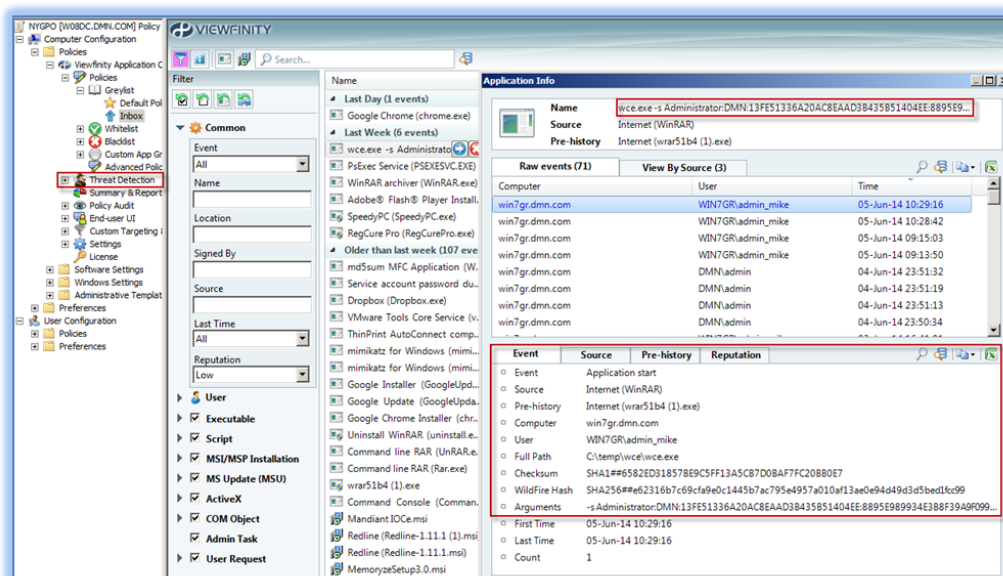 NYGPO [W08DC.DMN.COM] Policy
Computer Configuration
Policies
Viewfinity Application C
Policies
Greylist
Default Pol
Inbox
Whitelist
Blacklist
Custom App Gr
Advanced Polic
Threat Detection
Summary & Report
Policy Audit
End-user UI
Custom Targeting &
Settings
License
Software Settings
Windows Settings
Administrative Templat
Preferences
User Configuration
Policies
Preferences
VIEWFINITY
Search...
Filter
Common
Event
All
Name
Location
Signed By
Source
Last Time
All
Reputation
Low
User
Executable
Script
MSI/MSP Installation
MS Update (MSU)
ActiveX
COM Object
Admin Task
User Request
Name
Last Day (1 events)
Google Chrome (chrome.exe)
Last Week (6 events)
wce.exe -s Administrato
PsExec Service (PSEXESVC.EXE)
WinRAR archiver (WinRAR.exe)
Adobe® Flash® Player Install...
SpeedyPC (SpeedyPC.exe)
RegCure Pro (RegCurePro.exe)
Older than last week (107 eve
md5sum MFC Application (W...
Service account password du...
Dropbox (Dropbox.exe)
VMware Tools Core Service (v...
ThinPrint AutoConnect comp...
mimikatz for Windows (mimi...
mimikatz for Windows (mimi...
Google Installer (GoogleUpd...
Google Update (GoogleUpda...
Google Chrome Installer (chr...
Uninstall WinRAR (uninstall.e...
Command line RAR (UnRAR.e...
Command line RAR (Rar.exe)
wrar51b4 (1).exe
Command Console (Comman...
Mandiant IOCe.msi
Redline (Redline-1.11.1 (1).msi)
Redline (Redline-1.11.1.msi)
MemoryzeSetup3.0.msi
Application Info
Name wce.exe -s Administrator:DMN:13FE51336A20AC8EAAD3B435B51404EE:8895E9...
Source Internet (WinRAR)
Pre-history Internet (wrar51b4 (1).exe)
Raw events (71) View By Source (3)
Computer User Time
win7gr.dmn.com WIN7GR\admin_mike 05-Jun-14 10:29:16
win7gr.dmn.com WIN7GR\admin_mike 05-Jun-14 10:28:42
win7gr.dmn.com WIN7GR\admin_mike 05-Jun-14 09:15:03
win7gr.dmn.com WIN7GR\admin_mike 05-Jun-14 09:13:50
win7gr.dmn.com DMN\admin 04-Jun-14 23:51:32
win7gr.dmn.com DMN\admin 04-Jun-14 23:51:19
win7gr.dmn.com DMN\admin 04-Jun-14 23:51:13
win7gr.dmn.com DMN\admin 04-Jun-14 23:50:34
Event Source Pre-history Reputation
Event Application start
Source Internet (WinRAR)
Pre-history Internet (wrar51b4 (1).exe)
Computer win7gr.dmn.com
User WIN7GR\admin_mike
Full Path C:\temp\wce\wce.exe
Checksum SHA1##6582ED31857BE9C5FF13A5CB7D0BAF7FC20BB0E7
WildFire Hash SHA256##e62316b7c69cfa9e0c1445b7ac795e4957a010af13ae0e94d49d3d5bed1fcc99
Arguments -s Administrator:DMN:13FE51336A20AC8EAAD3B435B51404EE:8895E989934E3B8F39A9F099...
First Time 05-Jun-14 10:29:16
Last Time 05-Jun-14 10:29:16
Count 1